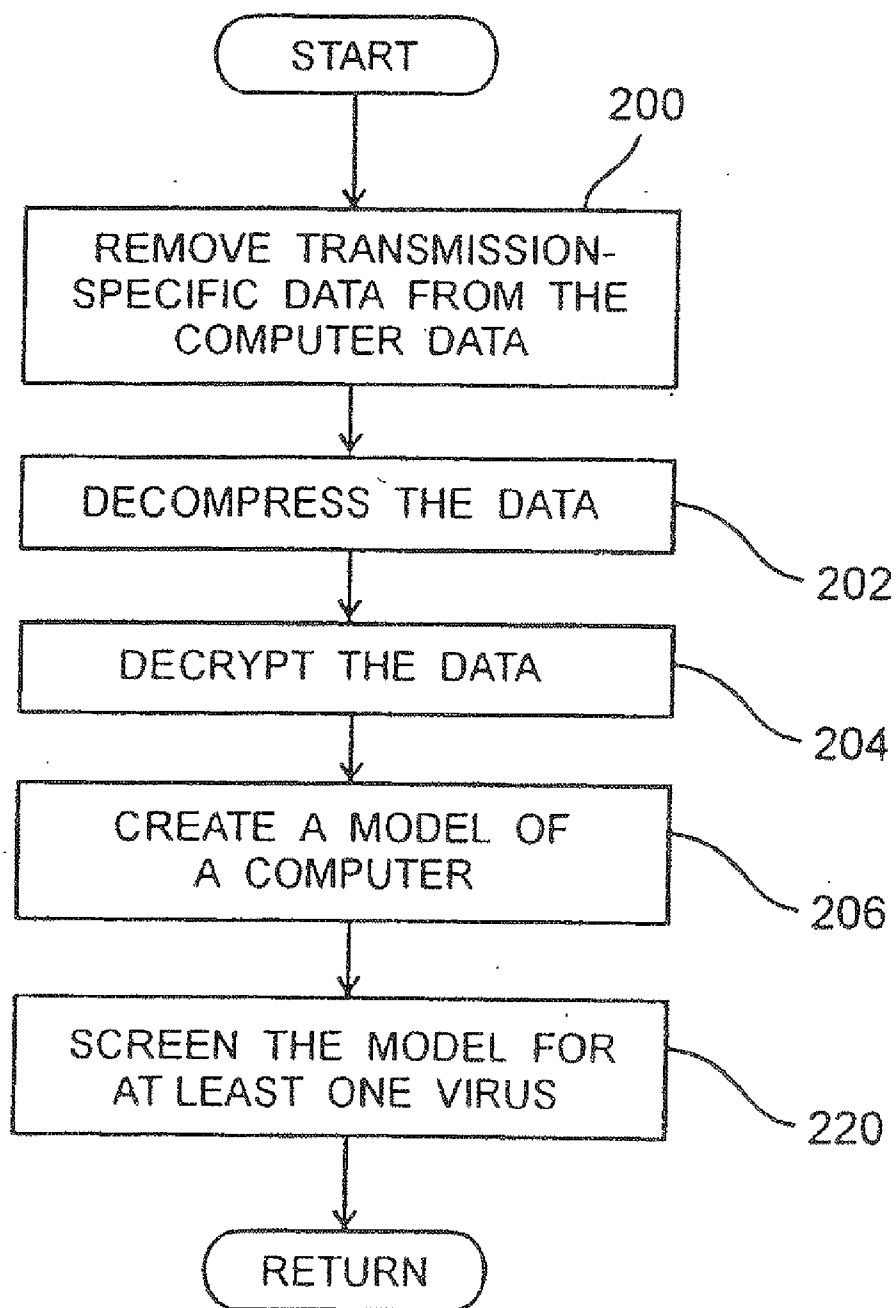 START
200
REMOVE TRANSMISSION-
SPECIFIC DATA FROM THE
COMPUTER DATA
DECOMPRESS THE DATA
202
DECRYPT THE DATA
204
CREATE A MODEL OF
A COMPUTER
206
SCREEN THE MODEL FOR
AT LEAST ONE VIRUS
220
RETURN